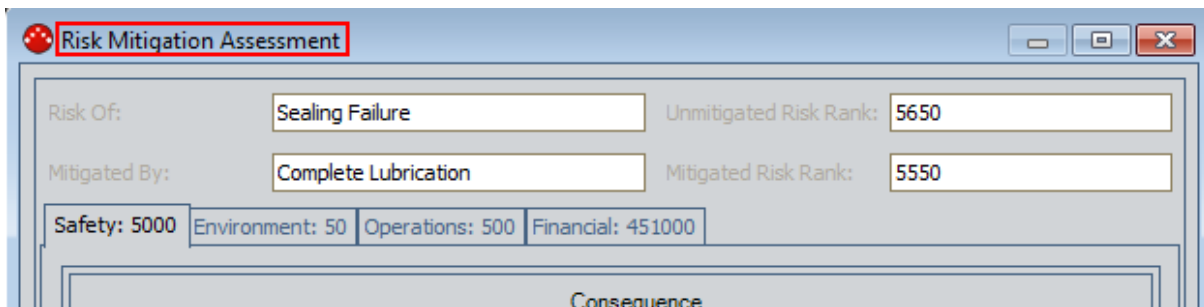 Risk Mitigation Assessment
Risk Of: Sealing Failure Unmitigated Risk Rank: 5650
Mitigated By: Complete Lubrication Mitigated Risk Rank: 5550
Safety: 5000 Environment: 50 Operations: 500 Financial: 451000
Consequence